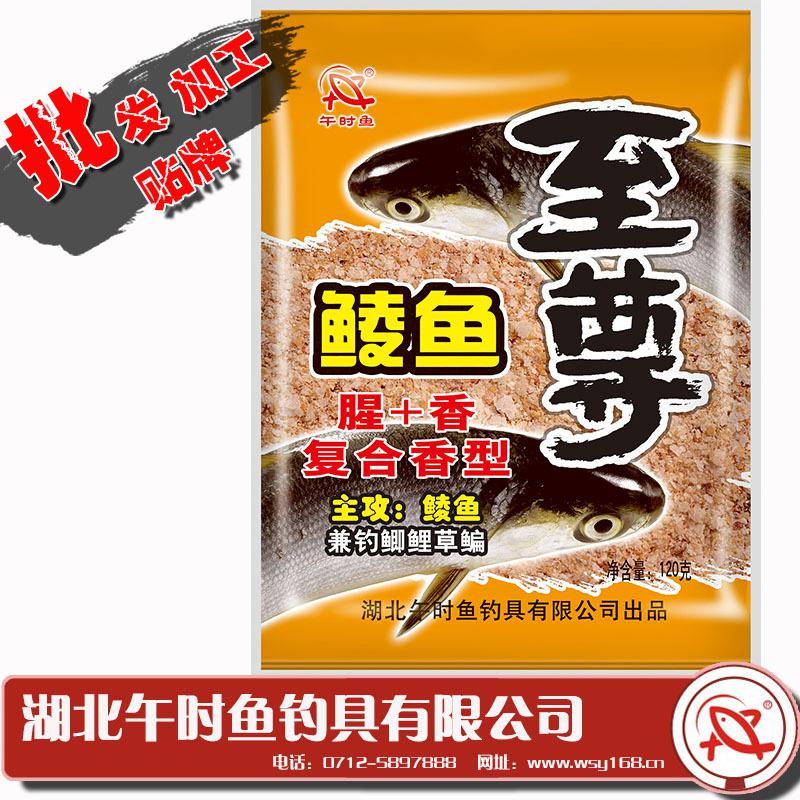 批发 加工
贴牌
®
午时鱼
至尊
鲮鱼
腥+香
复合香型
主攻：鲮鱼
兼钓鲫鲤草鳊
净含量：120克
湖北午时鱼钓具有限公司出品
湖北午时鱼钓具有限公司
电话：0712-5897888 网址：www.wsy168.cn
®